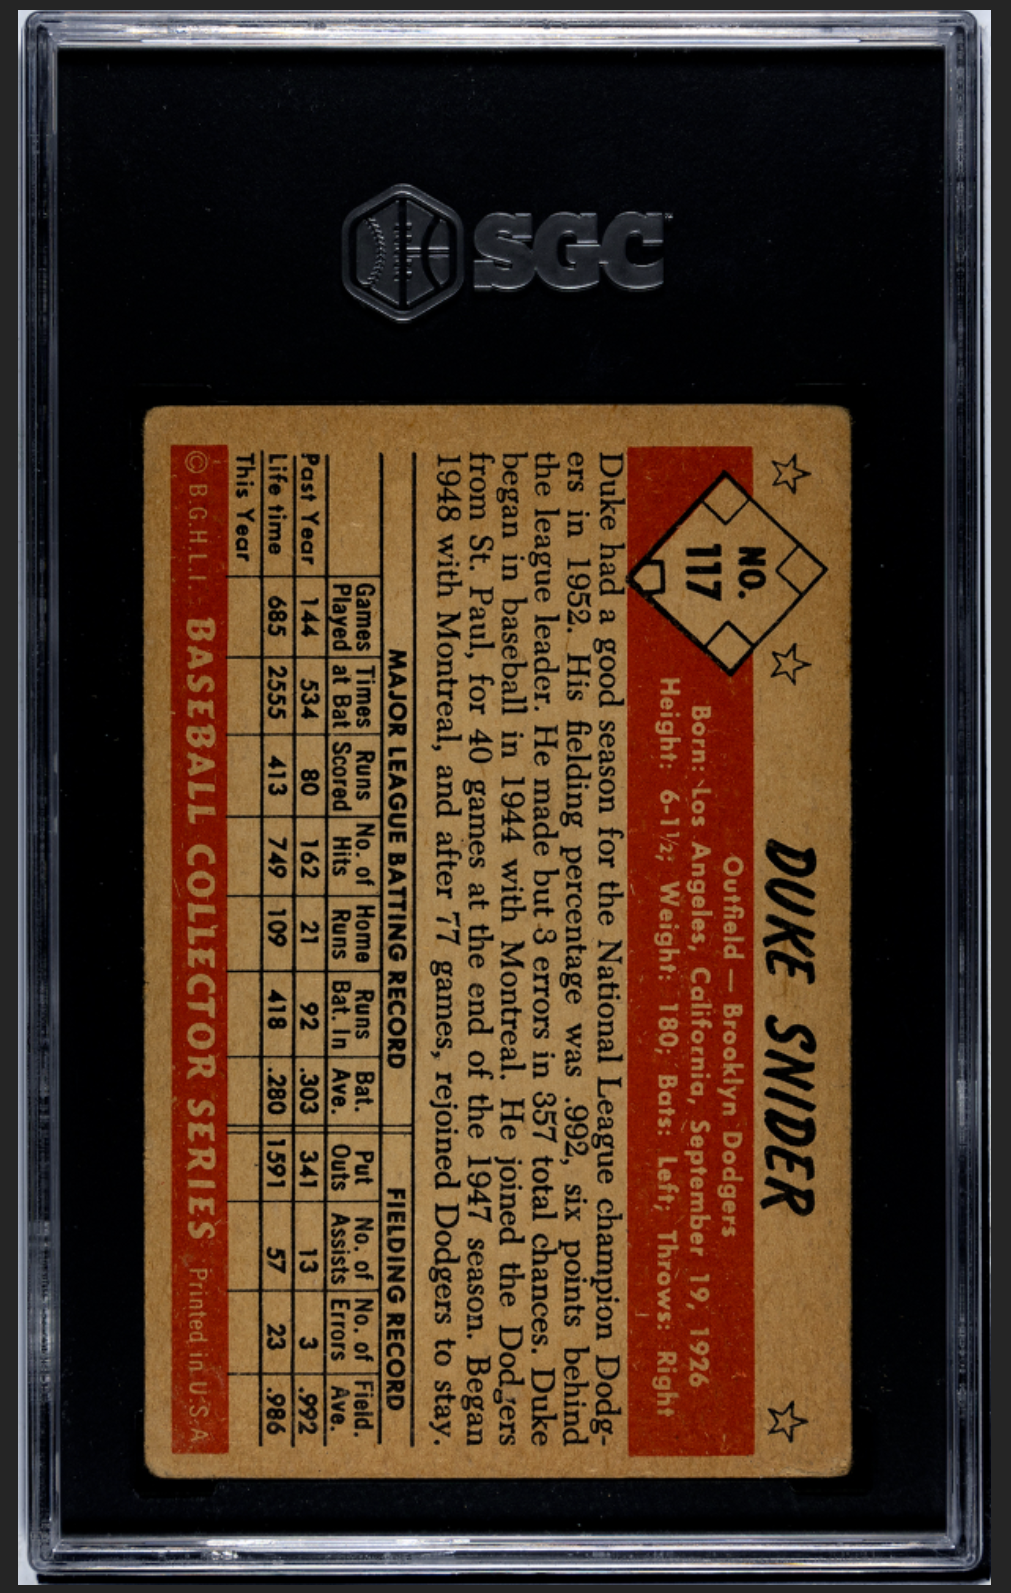 SGC
DUKE SNIDER
NO.
117
Outfield — Brooklyn Dodgers
Born: Los Angeles, California, September 19, 1926
Height: 6-1½; Weight: 180; Bats: Left; Throws: Right
Duke had a good season for the National League champion Dodg-
ers in 1952. His fielding percentage was .992, six points behind
the league leader. He made but 3 errors in 357 total chances. Duke
began in baseball in 1944 with Montreal. He joined the Dodgers
from St. Paul, for 40 games at the end of the 1947 season. Began
1948 with Montreal, and after 77 games, rejoined Dodgers to stay.
MAJOR LEAGUE BATTING RECORD FIELDING RECORD
Games Times Runs No. of Home Runs Bat. Put No. of No. of Field.
Played at Bat Scored Hits Runs Bat. In Ave. Outs Assists Errors Ave.
Past Year 144 534 80 162 21 92 .303 341 13 3 .992
Life time 685 2555 413 749 109 418 .280 1591 57 23 .986
This Year
© B.G.H.L.I. BASEBALL COLLECTOR SERIES Printed in U.S.A.